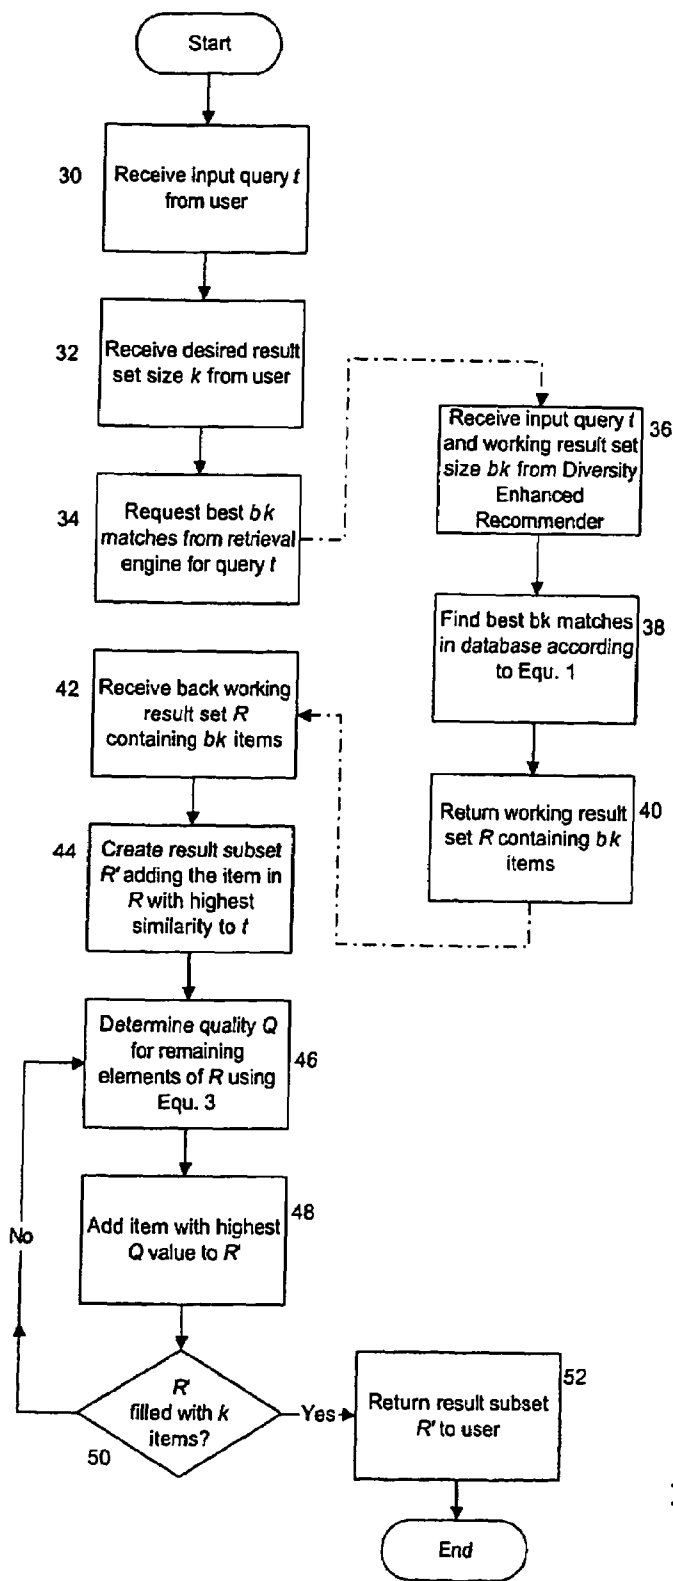 Start
30
Receive input query t
from user
32
Receive desired result
set size k from user
34
Request best bk
matches from retrieval
engine for query t
Receive input query t
and working result set
size bk from Diversity
Enhanced
Recommender
36
Find best bk matches
in database according
to Equ. 1
38
Return working result
set R containing bk
items
40
42
Receive back working
result set R
containing bk items
44
Create result subset
R' adding the item in
R with highest
similarity to t
Determine quality Q
for remaining
elements of R using
Equ. 3
46
Add item with highest
Q value to R'
48
No
R'
filled with k
items?
50
Yes
Return result subset
R' to user
52
End